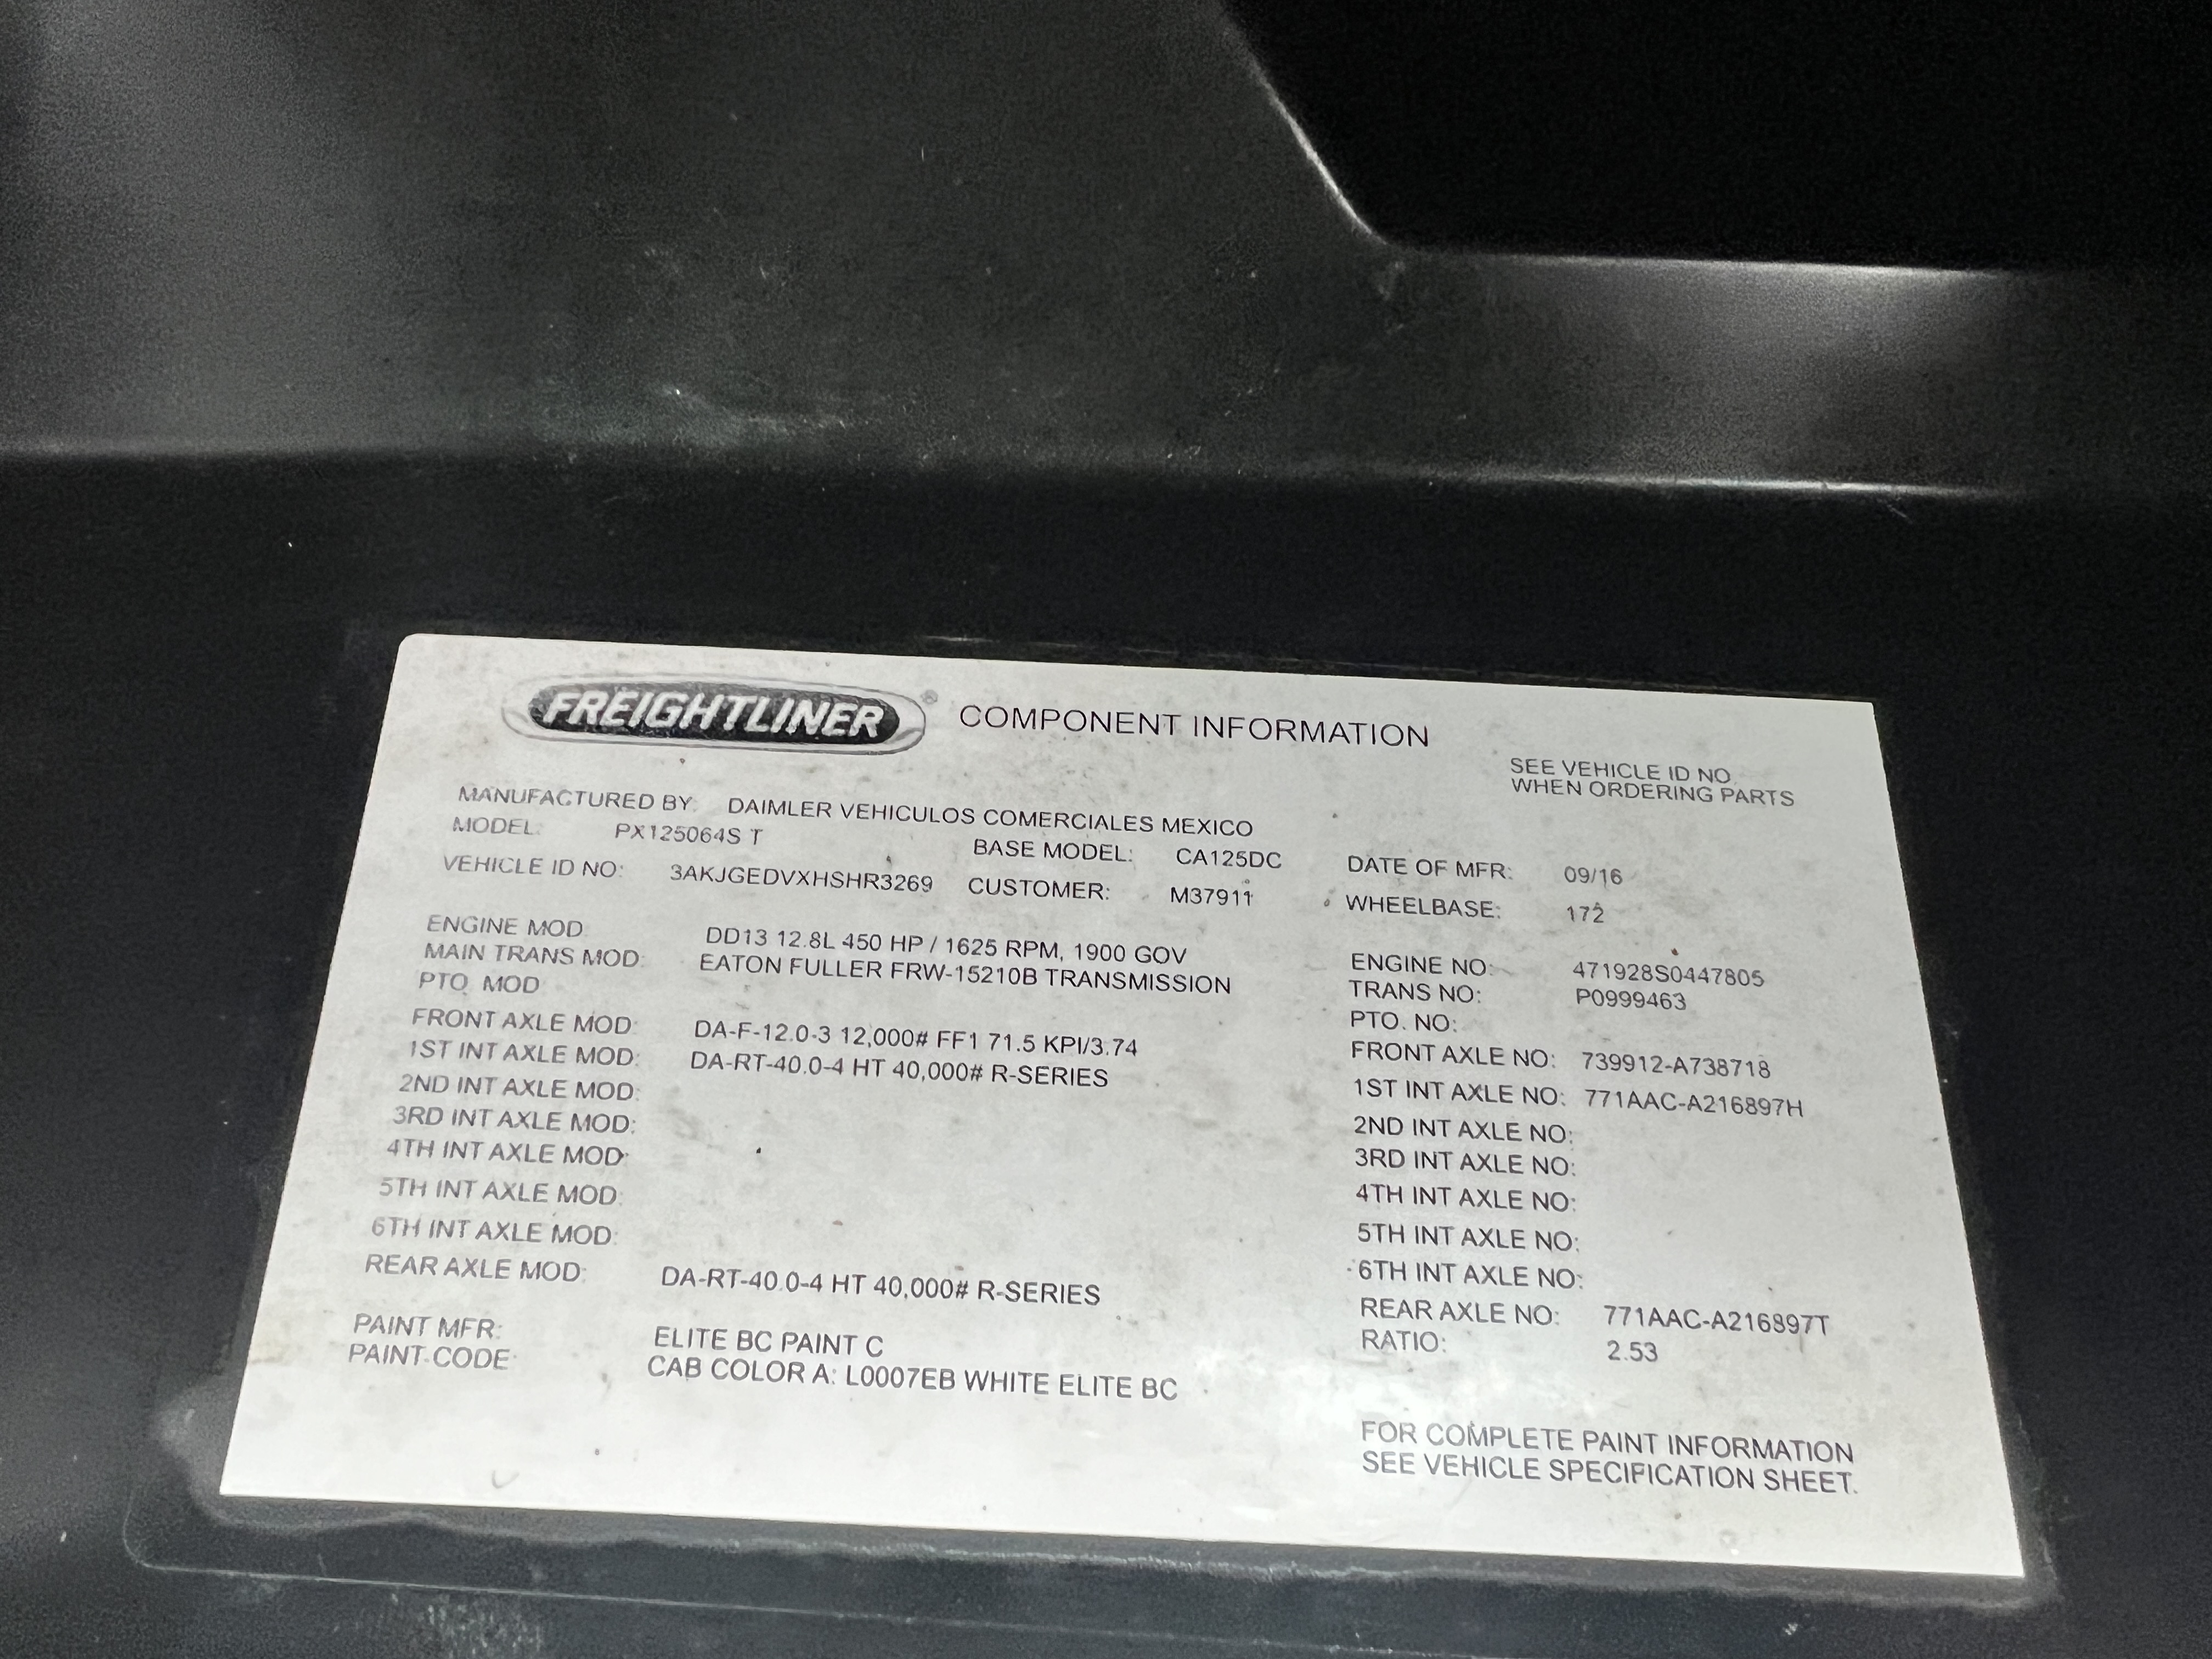 FREIGHTLINER® COMPONENT INFORMATION
SEE VEHICLE ID NO.
WHEN ORDERING PARTS
MANUFACTURED BY: DAIMLER VEHICULOS COMERCIALES MEXICO
MODEL: PX125064S T BASE MODEL: CA125DC DATE OF MFR: 09/16
VEHICLE ID NO: 3AKJGEDVXHSHR3269 CUSTOMER: M37911 WHEELBASE: 172
ENGINE MOD: DD13 12.8L 450 HP / 1625 RPM, 1900 GOV ENGINE NO: 471928S0447805
MAIN TRANS MOD: EATON FULLER FRW-15210B TRANSMISSION TRANS NO: P0999463
PTO. MOD PTO. NO:
FRONT AXLE MOD: DA-F-12.0-3 12,000# FF1 71.5 KPI/3.74 FRONT AXLE NO: 739912-A738718
1ST INT AXLE MOD: DA-RT-40.0-4 HT 40,000# R-SERIES 1ST INT AXLE NO: 771AAC-A216897H
2ND INT AXLE MOD: 2ND INT AXLE NO:
3RD INT AXLE MOD: 3RD INT AXLE NO:
4TH INT AXLE MOD: 4TH INT AXLE NO:
5TH INT AXLE MOD: 5TH INT AXLE NO:
6TH INT AXLE MOD: 6TH INT AXLE NO:
REAR AXLE MOD: DA-RT-40.0-4 HT 40,000# R-SERIES REAR AXLE NO: 771AAC-A216897T
RATIO: 2.53
PAINT MFR: ELITE BC PAINT C
PAINT CODE: CAB COLOR A: L0007EB WHITE ELITE BC
FOR COMPLETE PAINT INFORMATION
SEE VEHICLE SPECIFICATION SHEET.